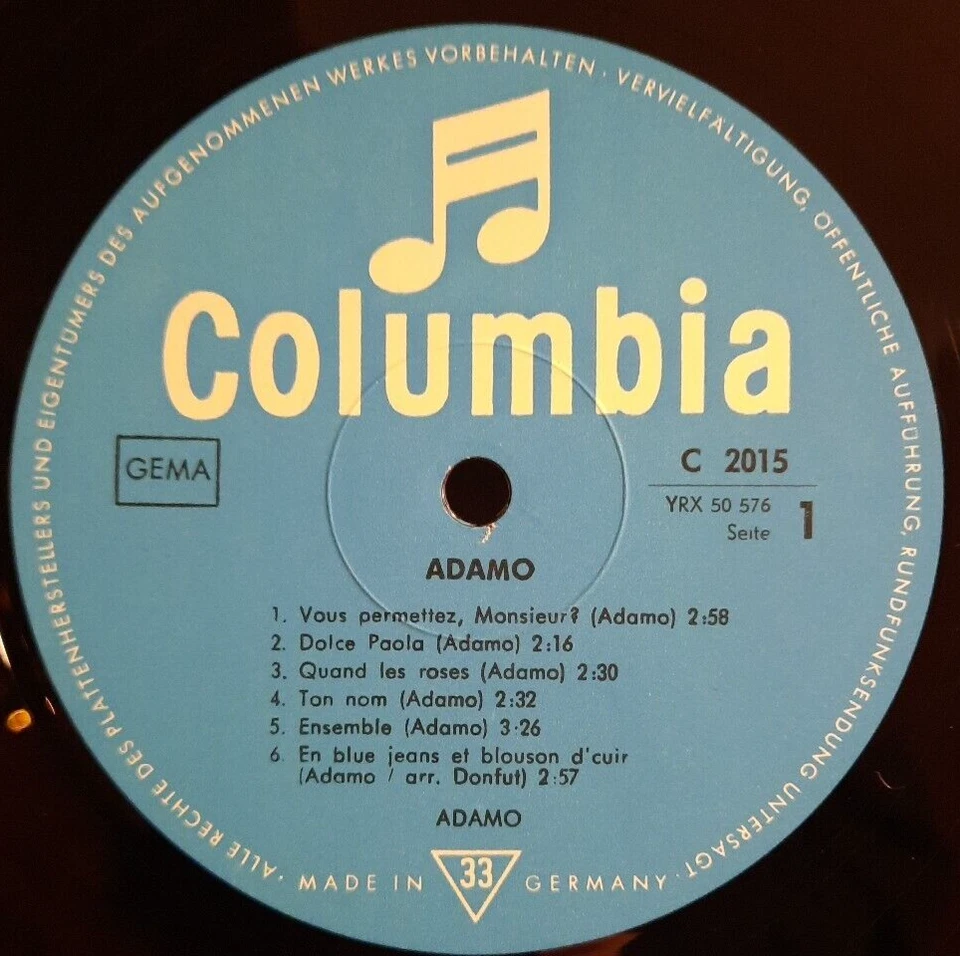 ALLE RECHTE DES PLATTENHERSTELLERS UND EIGENTUMERS DES AUFGENOMMENEN WERKES VORBEHALTEN · VERVIELFÄLTIGUNG, ÖFFENTLICHE AUFFÜHRUNG, RUNDFUNKSENDUNG UNTERSAGT ·
Columbia
GEMA
C 2015
YRX 50 576
Seite 1
ADAMO
1. Vous permettez, Monsieur? (Adamo) 2:58
2. Dolce Paola (Adamo) 2:16
3. Quand les roses (Adamo) 2:30
4. Ton nom (Adamo) 2:32
5. Ensemble (Adamo) 3·26
6. En blue jeans et blouson d'cuir
(Adamo / arr. Donfut) 2:57
ADAMO
MADE IN 33 GERMANY